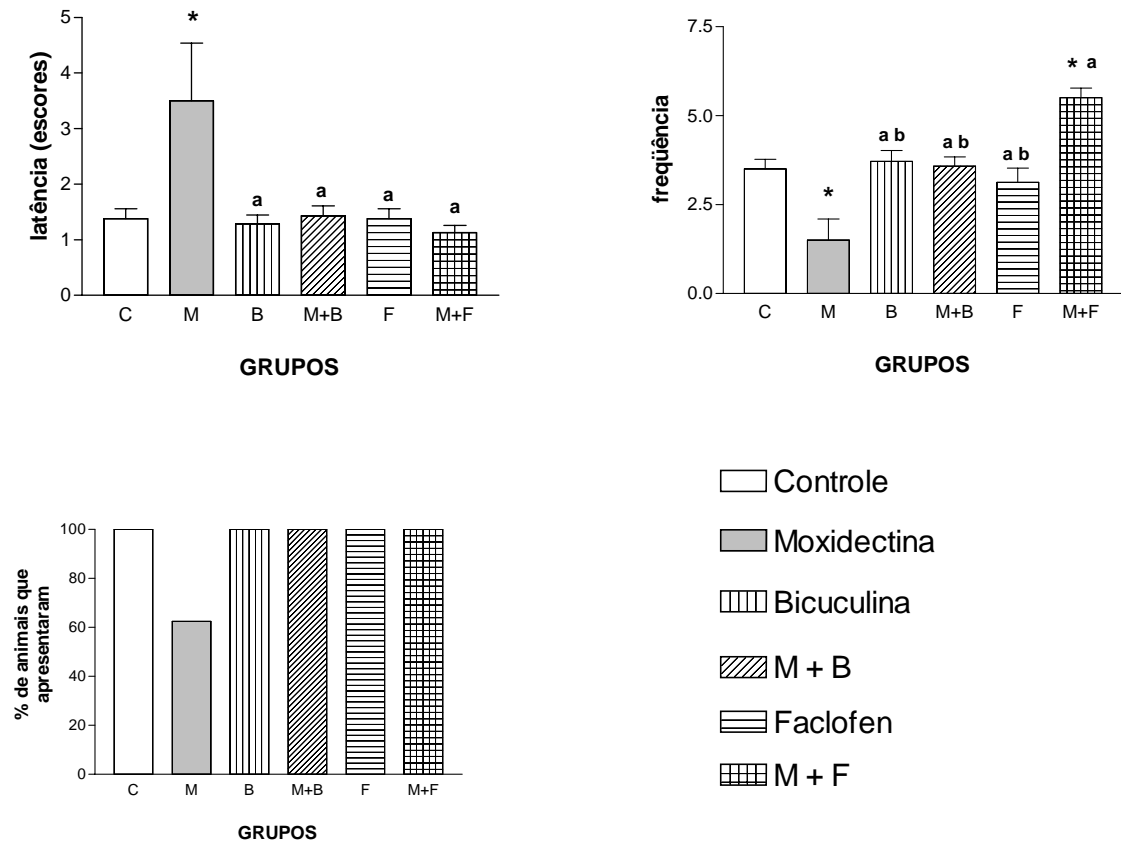 latência (escores)
5
4
3
2
1
0
*
a
a
a
a
C M B M+B F M+F
GRUPOS
freqüência
7.5
5.0
2.5
0.0
*
a b
a b
a b
* a
C M B M+B F M+F
GRUPOS
% de animais que
apresentaram
100
80
60
40
20
0
C M B M+B F M+F
GRUPOS
Controle
Moxidectina
Bicuculina
M + B
Faclofen
M + F